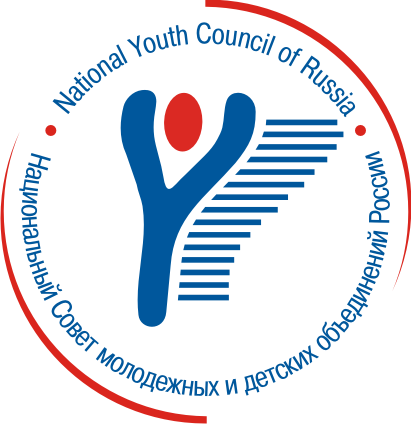 National Youth Council of Russia
Национальный Совет молодежных и детских объединений России